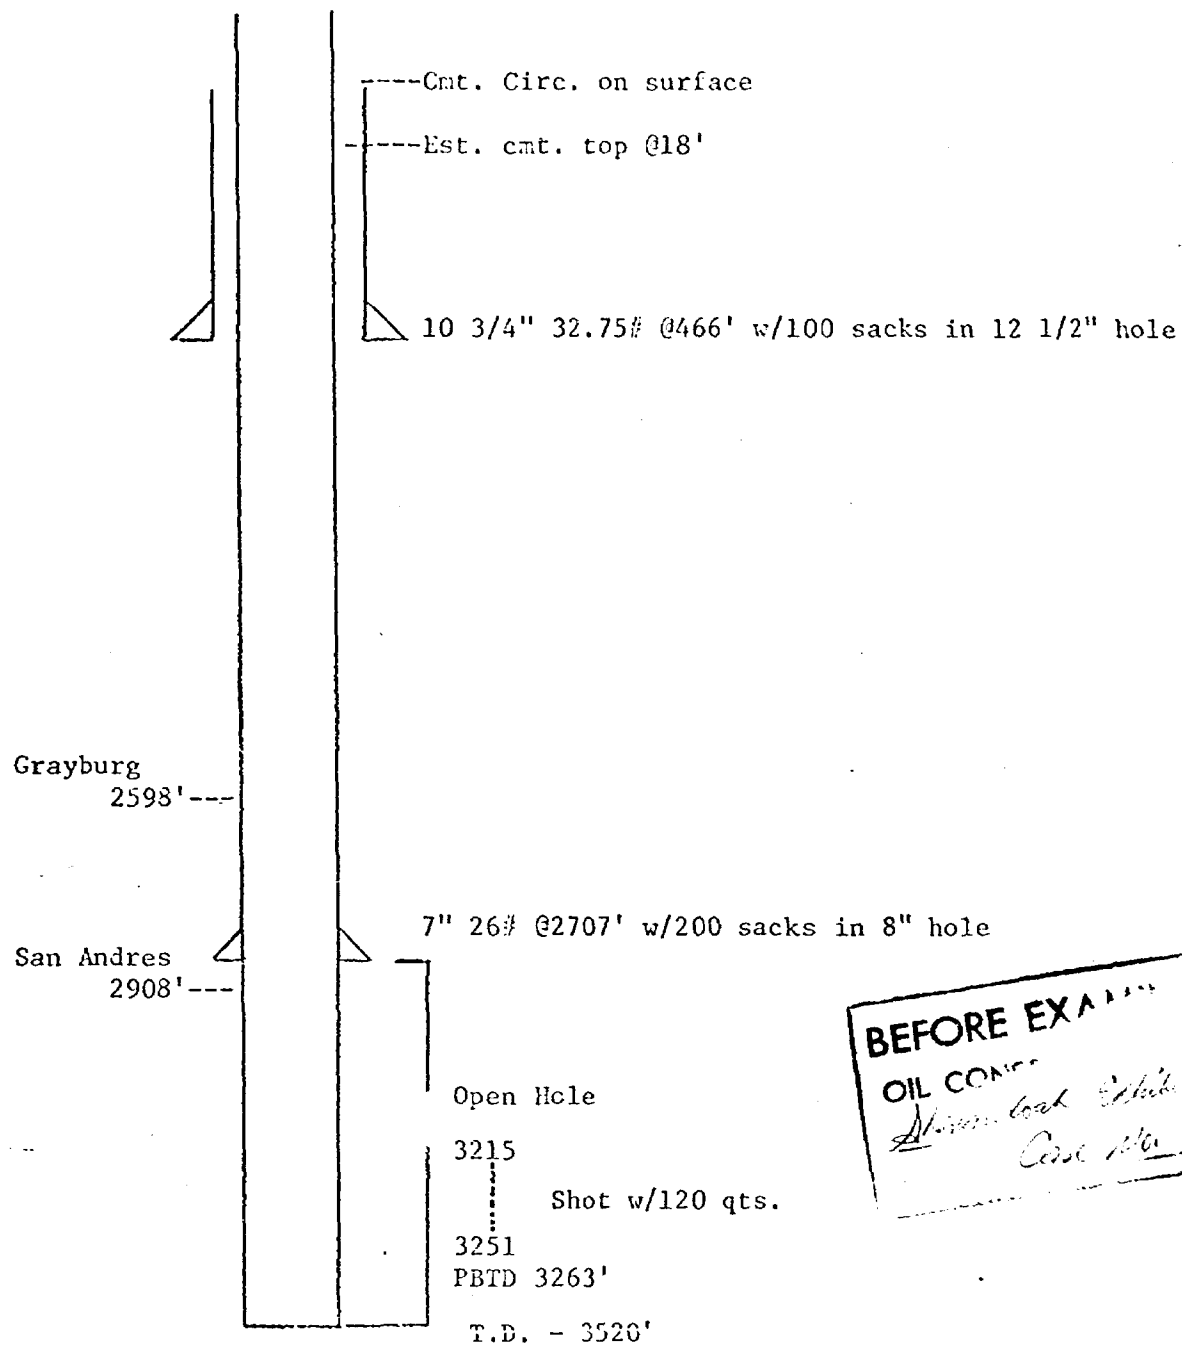 ----Cmt. Circ. on surface
----Est. cmt. top @18'
10 3/4" 32.75# @466' w/100 sacks in 12 1/2" hole
Grayburg
2598'---
7" 26# @2707' w/200 sacks in 8" hole
San Andres
2908'---
Open Hole
3215
Shot w/120 qts.
3251
PBTD 3263'
T.D. - 3520'
BEFORE
OIL
Case No